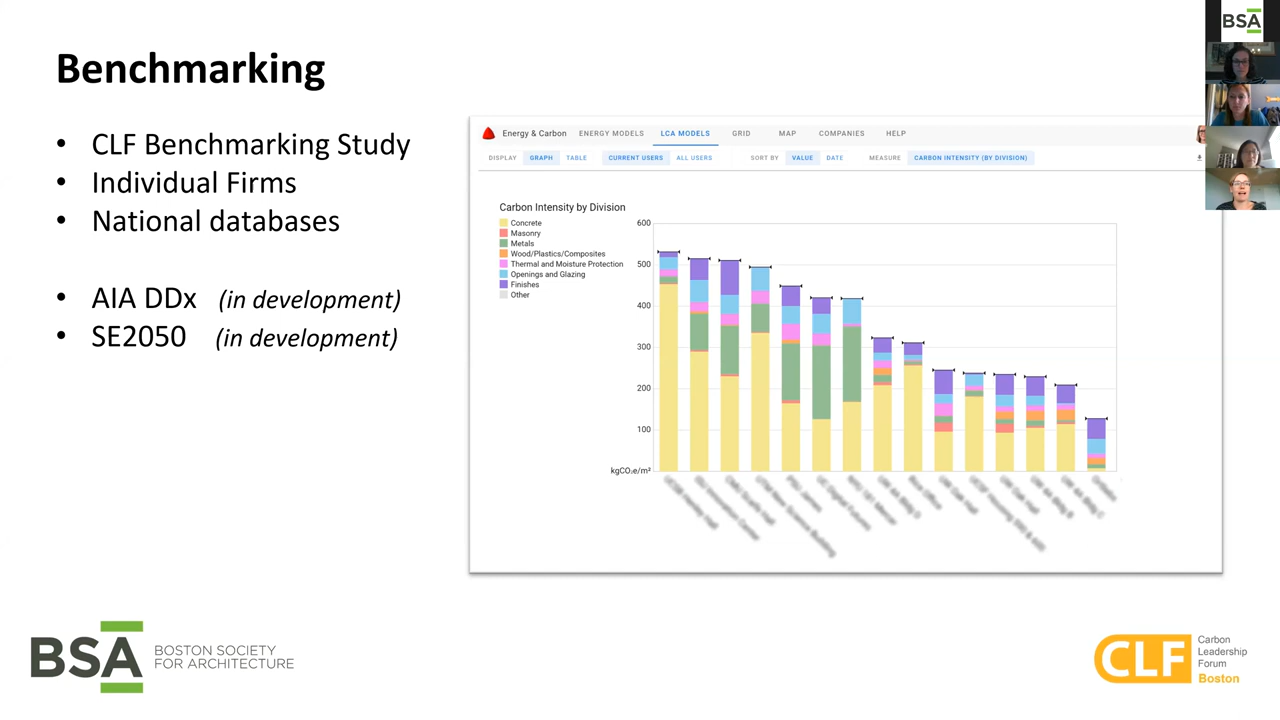 Benchmarking
• CLF Benchmarking Study
• Individual Firms
• National databases
• AIA DDx (in development)
• SE2050 (in development)
Energy & Carbon ENERGY MODELS LCA MODELS GRID MAP COMPANIES HELP
DISPLAY GRAPH TABLE CURRENT USERS ALL USERS SORT BY VALUE DATE MEASURE CARBON INTENSITY (BY DIVISION)
Carbon Intensity by Division
Concrete
Masonry
Metals
Wood/Plastics/Composites
Thermal and Moisture Protection
Openings and Glazing
Finishes
Other
600
500
400
300
200
100
kgCO₂e/m²
BSA
BSA BOSTON SOCIETY
FOR ARCHITECTURE
CLF Carbon
Leadership
Forum
Boston